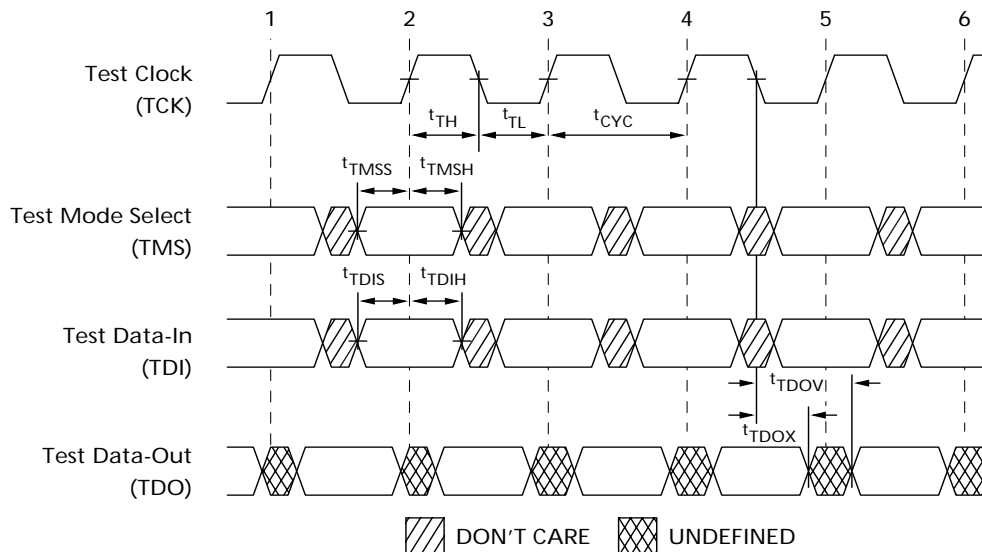 1 2 3 4 5 6
Test Clock
(TCK)
tTH tTL tCYC
tTMSS tTMSH
Test Mode Select
(TMS)
tTDIS tTDIH
Test Data-In
(TDI)
tTDOV
tTDOX
Test Data-Out
(TDO)
DON'T CARE UNDEFINED